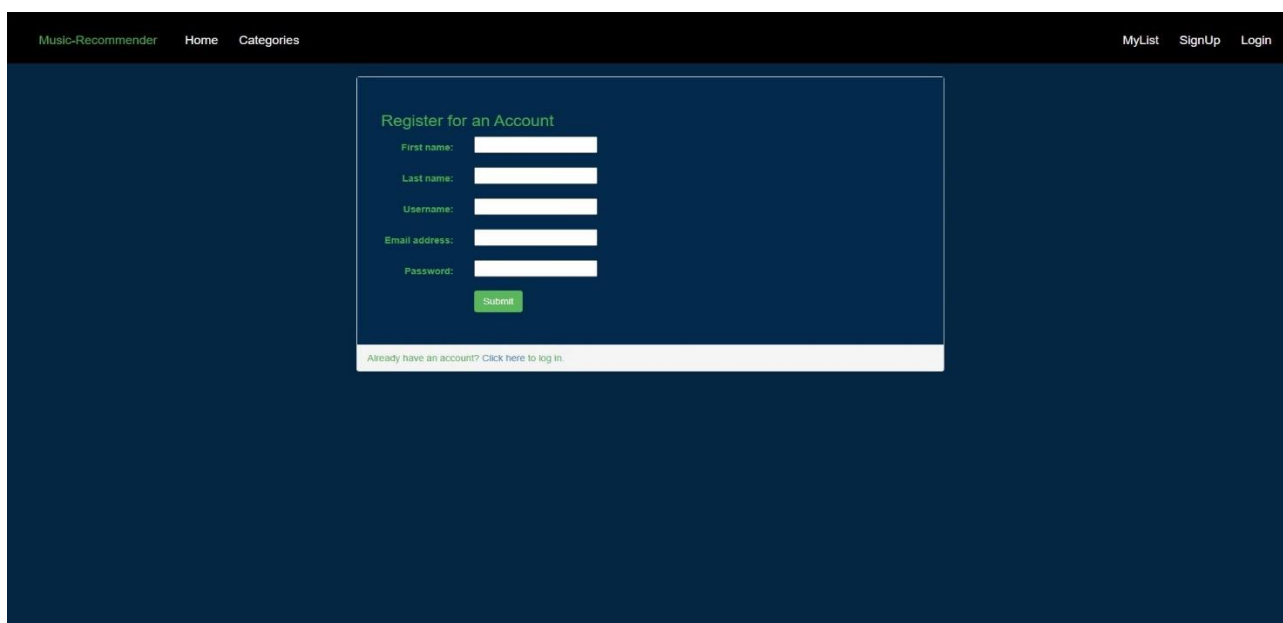 Music-Recommender Home Categories MyList SignUp Login
Register for an Account
First name:
Last name:
Username:
Email address:
Password:
Submit
Already have an account? Click here to log in.